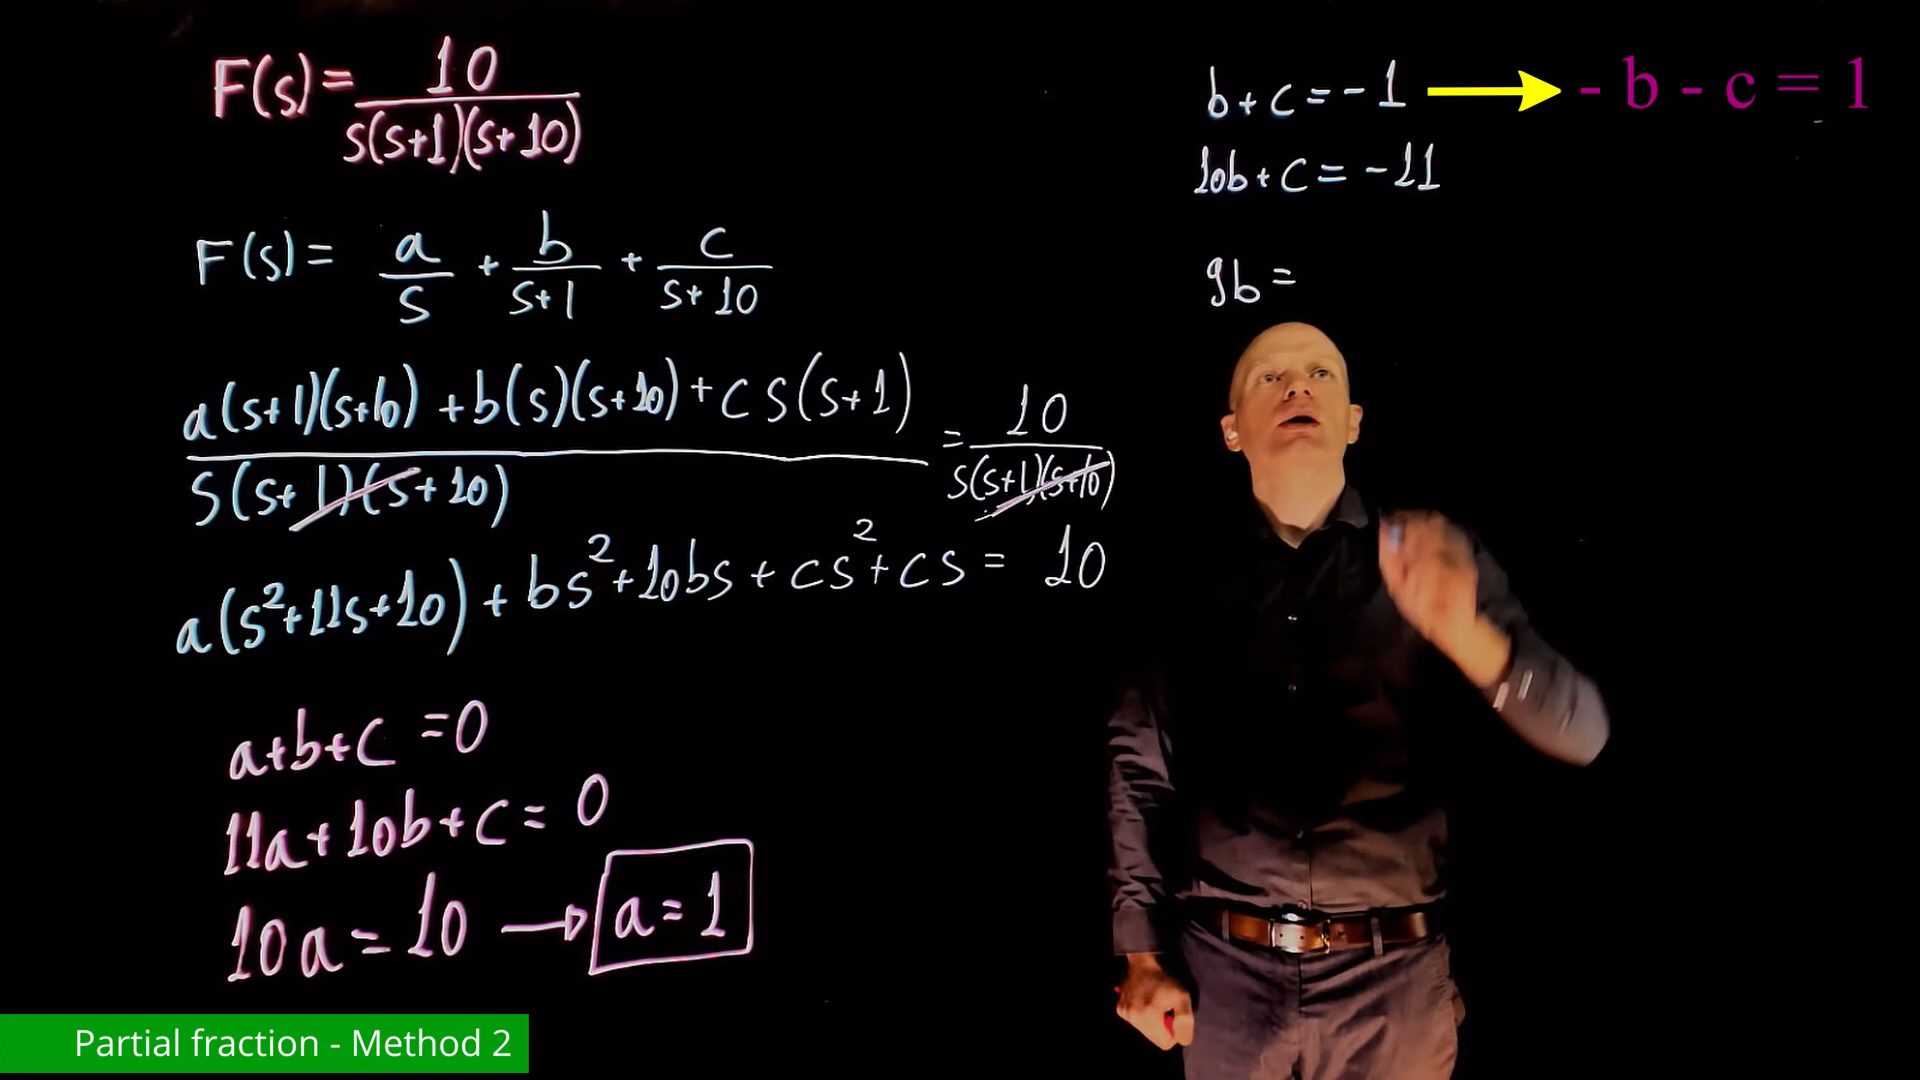 F(s) = 10 / s(s+1)(s+10)
F(s) = a/s + b/s+1 + c/s+10
a(s+1)(s+10) + b(s)(s+10) + c s(s+1) / s(s+1)(s+10) = 10 / s(s+1)(s+10)
a(s²+11s+10) + bs²+10bs + cs²+cs = 10
a+b+c = 0
11a+10b+c = 0
10a = 10 → a = 1
b+c = -1 → - b - c = 1
10b+c = -11
9b =
Partial fraction - Method 2